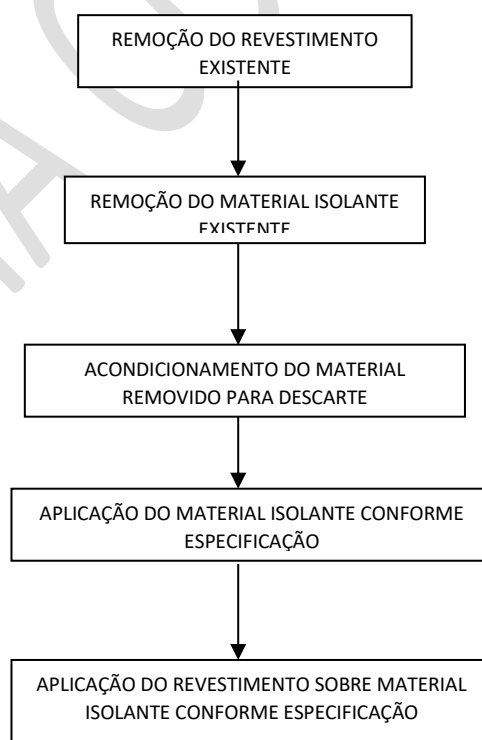 REMOÇÃO DO REVESTIMENTO
EXISTENTE
REMOÇÃO DO MATERIAL ISOLANTE
EXISTENTE
ACONDICIONAMENTO DO MATERIAL
REMOVIDO PARA DESCARTE
APLICAÇÃO DO MATERIAL ISOLANTE CONFORME
ESPECIFICAÇÃO
APLICAÇÃO DO REVESTIMENTO SOBRE MATERIAL
ISOLANTE CONFORME ESPECIFICAÇÃO